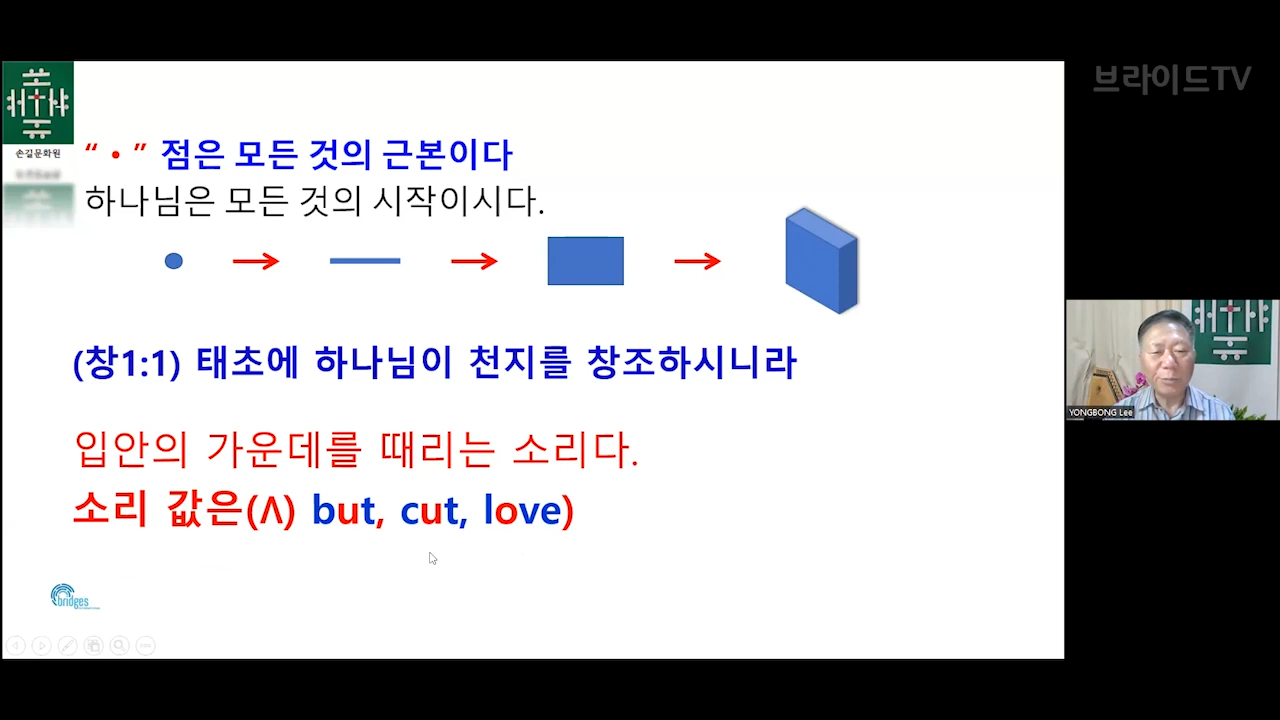 브라이드TV
손길문화원
“ · ” 점은 모든 것의 근본이다
하나님은 모든 것의 시작이시다.
(창1:1) 태초에 하나님이 천지를 창조하시니라
입안의 가운데를 때리는 소리다.
소리 값은(Λ) but, cut, love)
YONGBONG Lee
bridges